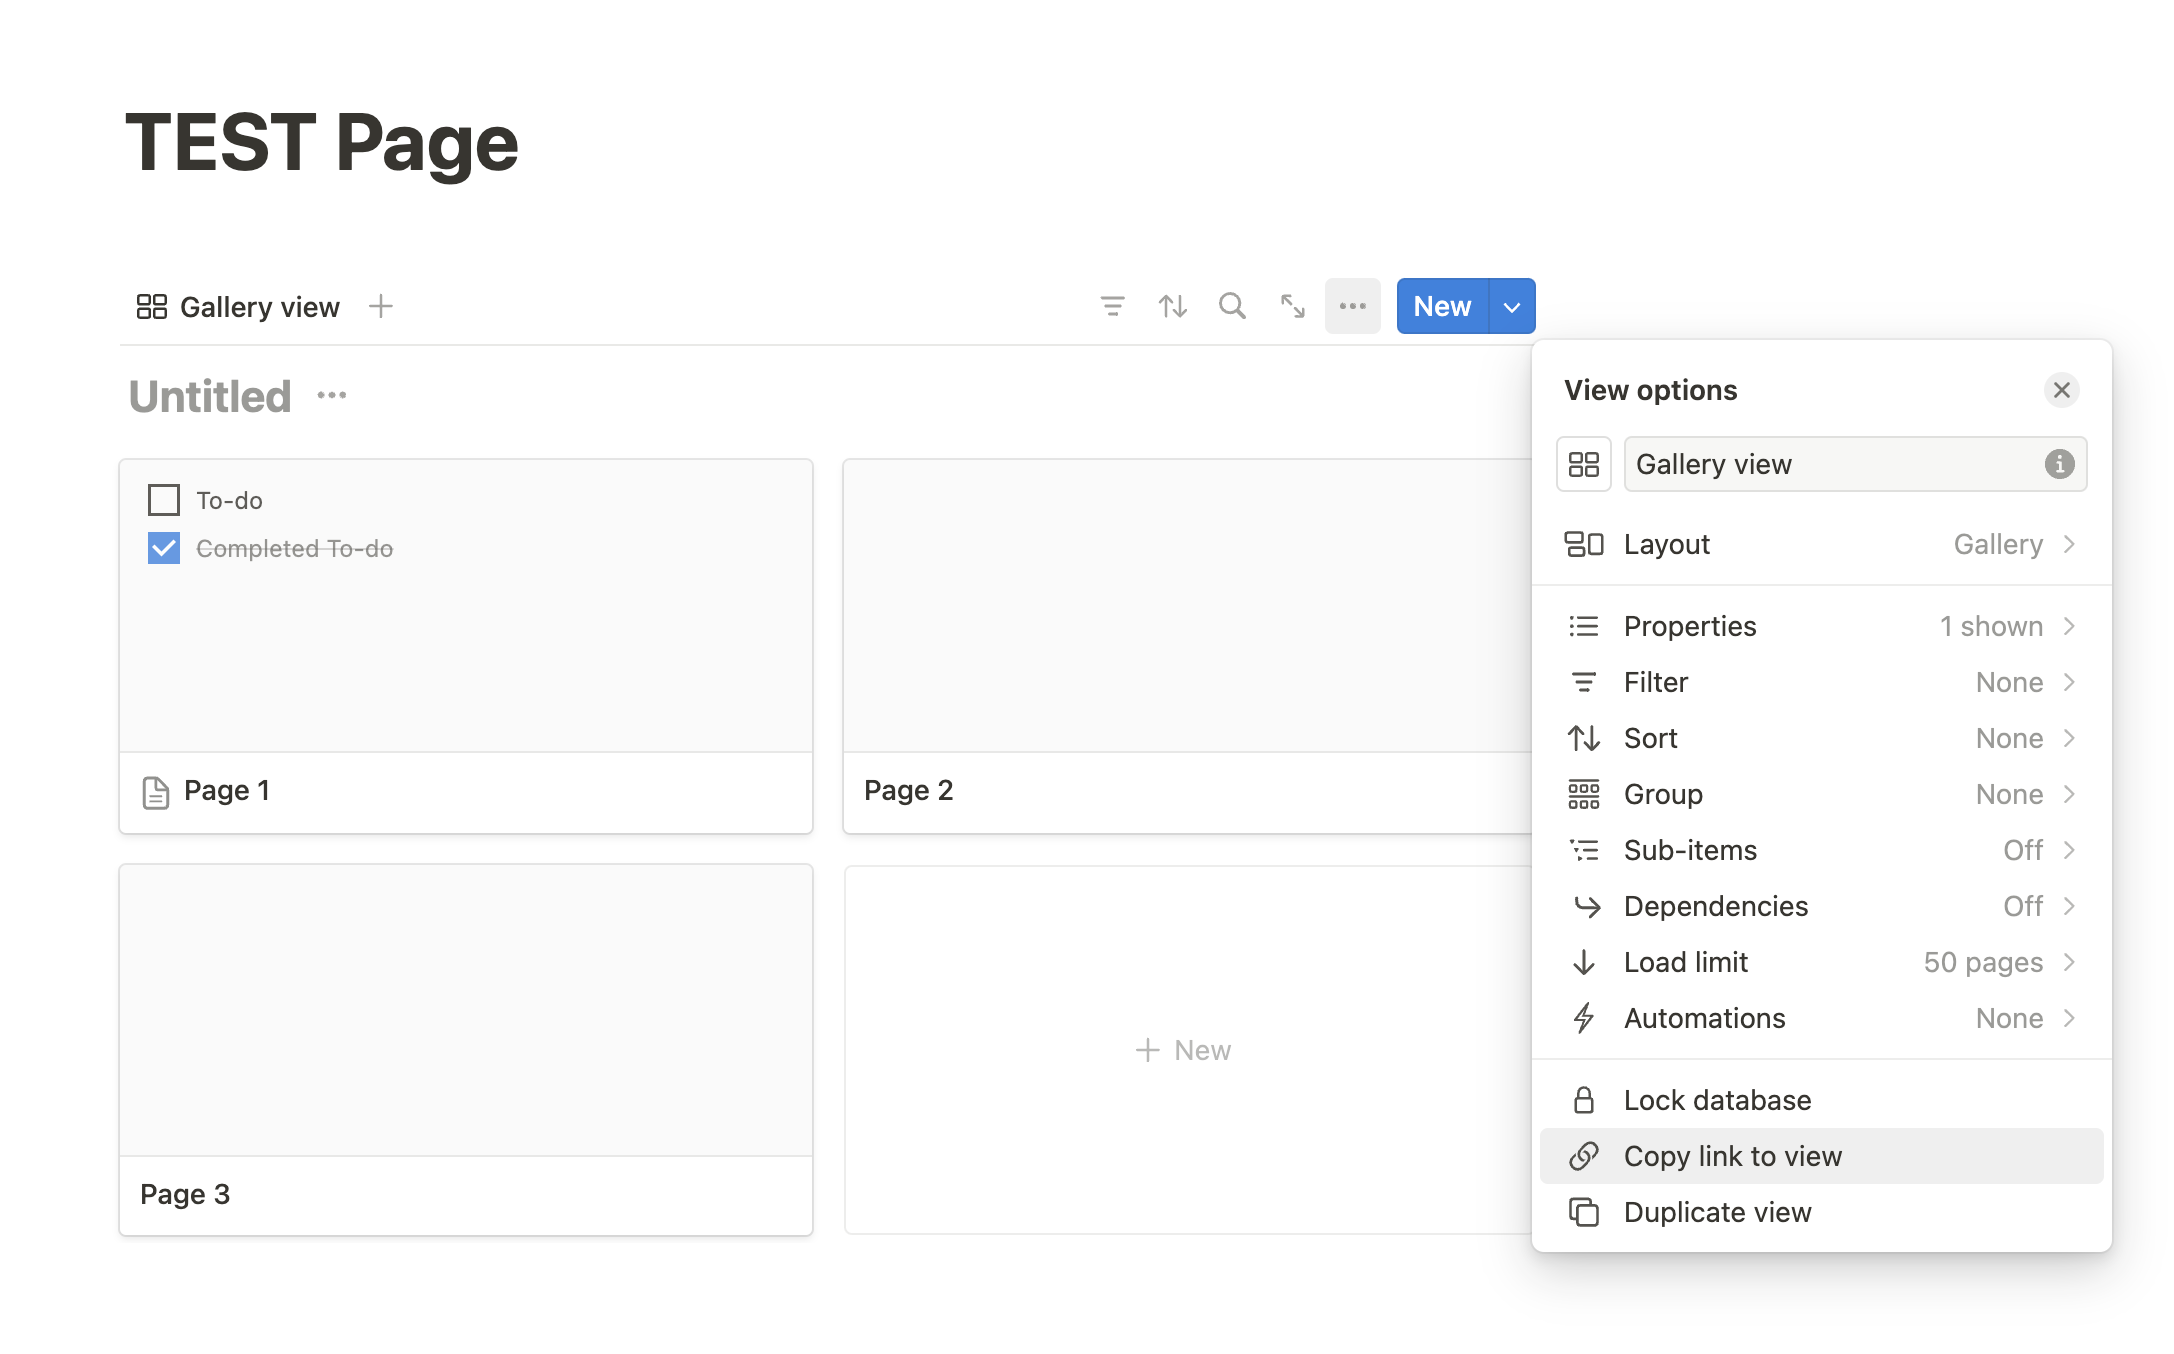 TEST Page
Gallery view
New
Untitled
To-do
Completed To-do
Page 1
Page 2
Page 3
New
View options
Gallery view
Layout Gallery
Properties 1 shown
Filter None
Sort None
Group None
Sub-items Off
Dependencies Off
Load limit 50 pages
Automations None
Lock database
Copy link to view
Duplicate view